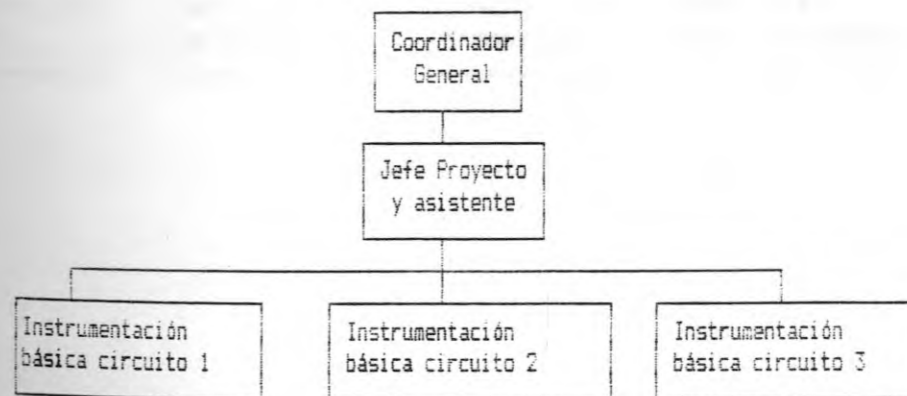 Coordinador
General
Jefe Proyecto
y asistente
Instrumentación
básica circuito 1
Instrumentación
básica circuito 2
Instrumentación
básica circuito 3